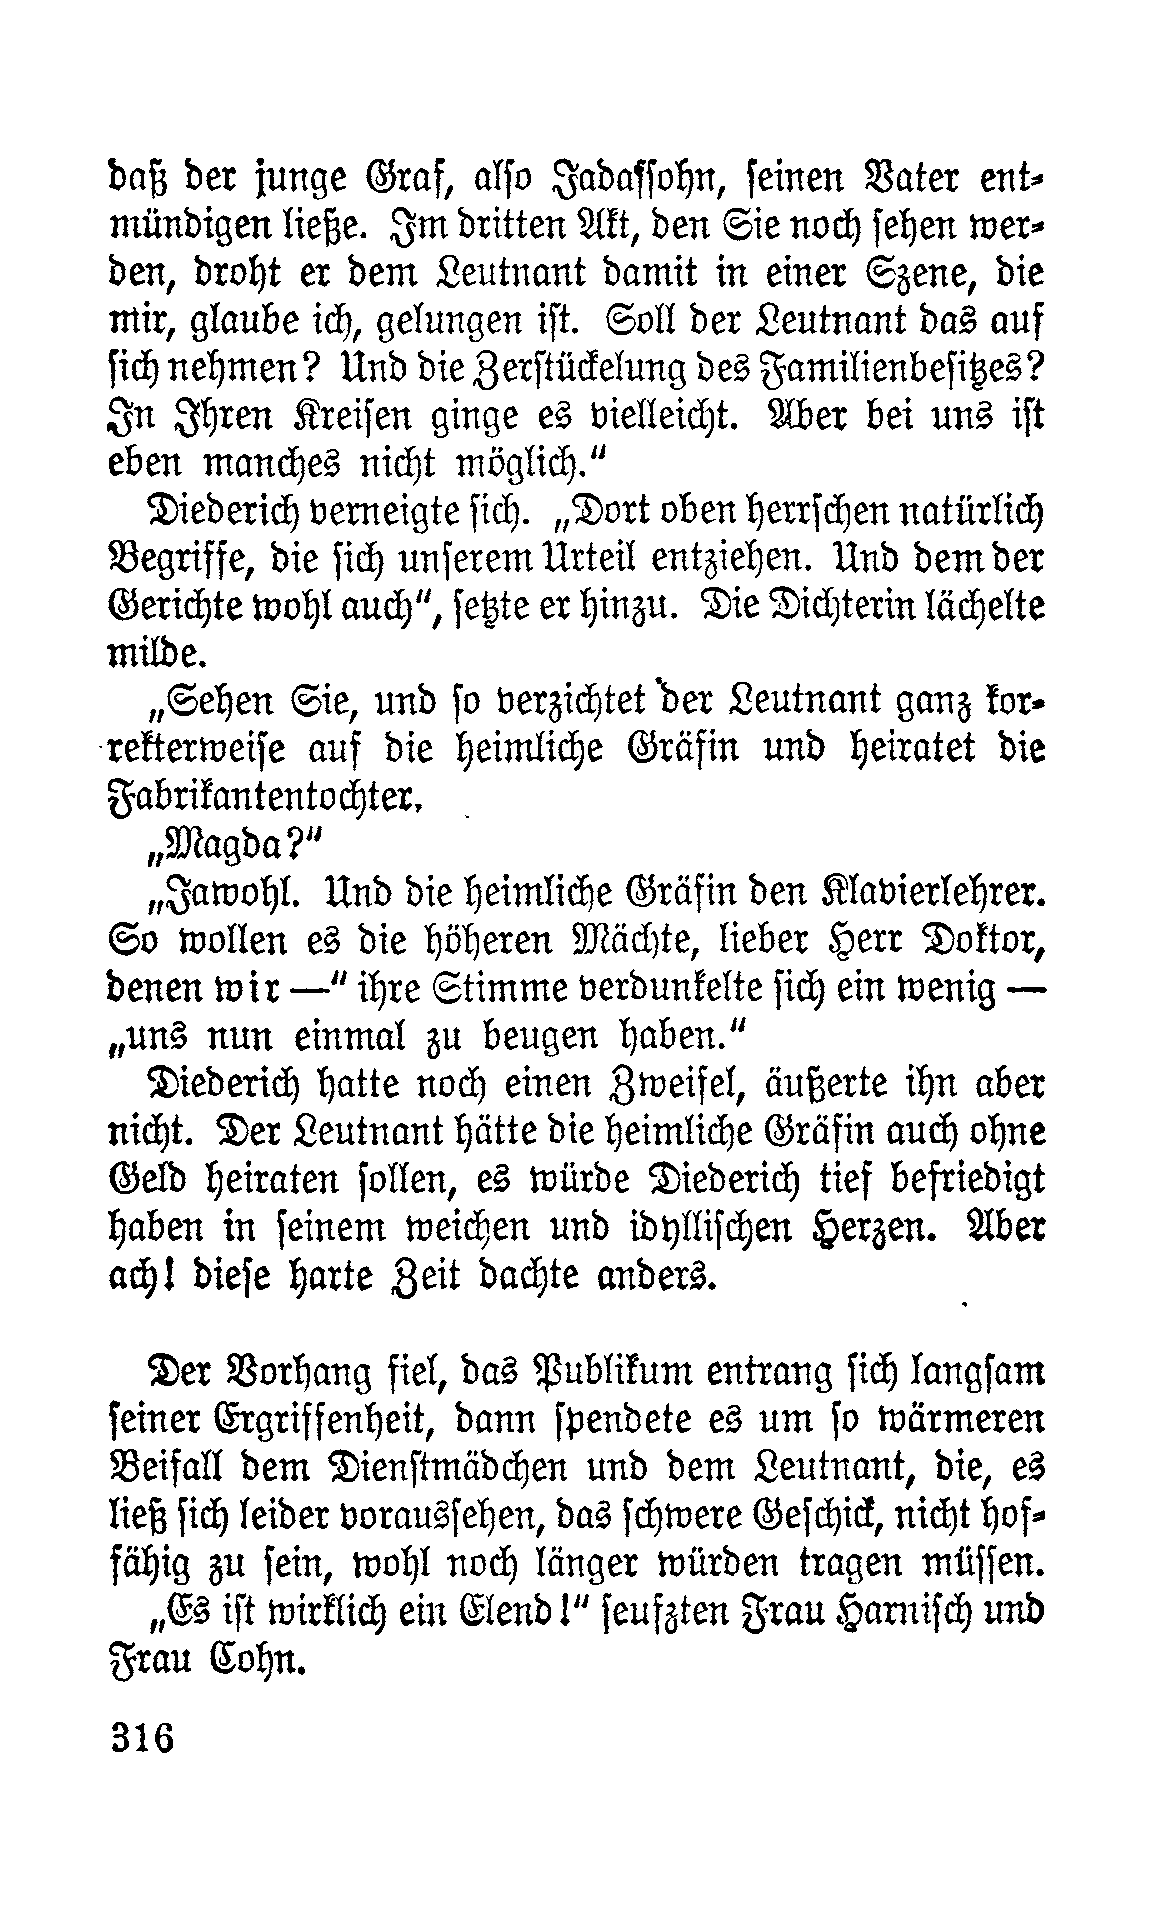 daß der junge Graf, alſo Jadaſſohn, ſeinen Vater ent⸗
mündigen ließe. Im dritten Akt, den Sie noch ſehen wer⸗
den, droht er dem Leutnant damit in einer Szene, die
mir, glaube ich, gelungen iſt. Soll der Leutnant das auf
ſich nehmen? Und die Zerſtückelung des Familienbeſitzes?
In Ihren Kreiſen ginge es vielleicht. Aber bei uns iſt
eben manches nicht möglich.“
Diederich verneigte ſich. „Dort oben herrſchen natürlich
Begriffe, die ſich unſerem Urteil entziehen. Und dem der
Gerichte wohl auch“, ſetzte er hinzu. Die Dichterin lächelte
milde.
„Sehen Sie, und ſo verzichtet der Leutnant ganz kor⸗
rekterweiſe auf die heimliche Gräfin und heiratet die
Fabrikantentochter.
„Magda?“
„Jawohl. Und die heimliche Gräfin den Klavierlehrer.
So wollen es die höheren Mächte, lieber Herr Doktor,
denen wir —“ ihre Stimme verdunkelte ſich ein wenig —
„uns nun einmal zu beugen haben.“
Diederich hatte noch einen Zweifel, äußerte ihn aber
nicht. Der Leutnant hätte die heimliche Gräfin auch ohne
Geld heiraten ſollen, es würde Diederich tief befriedigt
haben in ſeinem weichen und idylliſchen Herzen. Aber
ach! dieſe harte Zeit dachte anders.
Der Vorhang fiel, das Publikum entrang ſich langſam
ſeiner Ergriffenheit, dann ſpendete es um ſo wärmeren
Beifall dem Dienſtmädchen und dem Leutnant, die, es
ließ ſich leider vorausſehen, das ſchwere Geſchick, nicht hof⸗
fähig zu ſein, wohl noch länger würden tragen müſſen.
„Es iſt wirklich ein Elend!“ ſeufzten Frau Harniſch und
Frau Cohn.
316